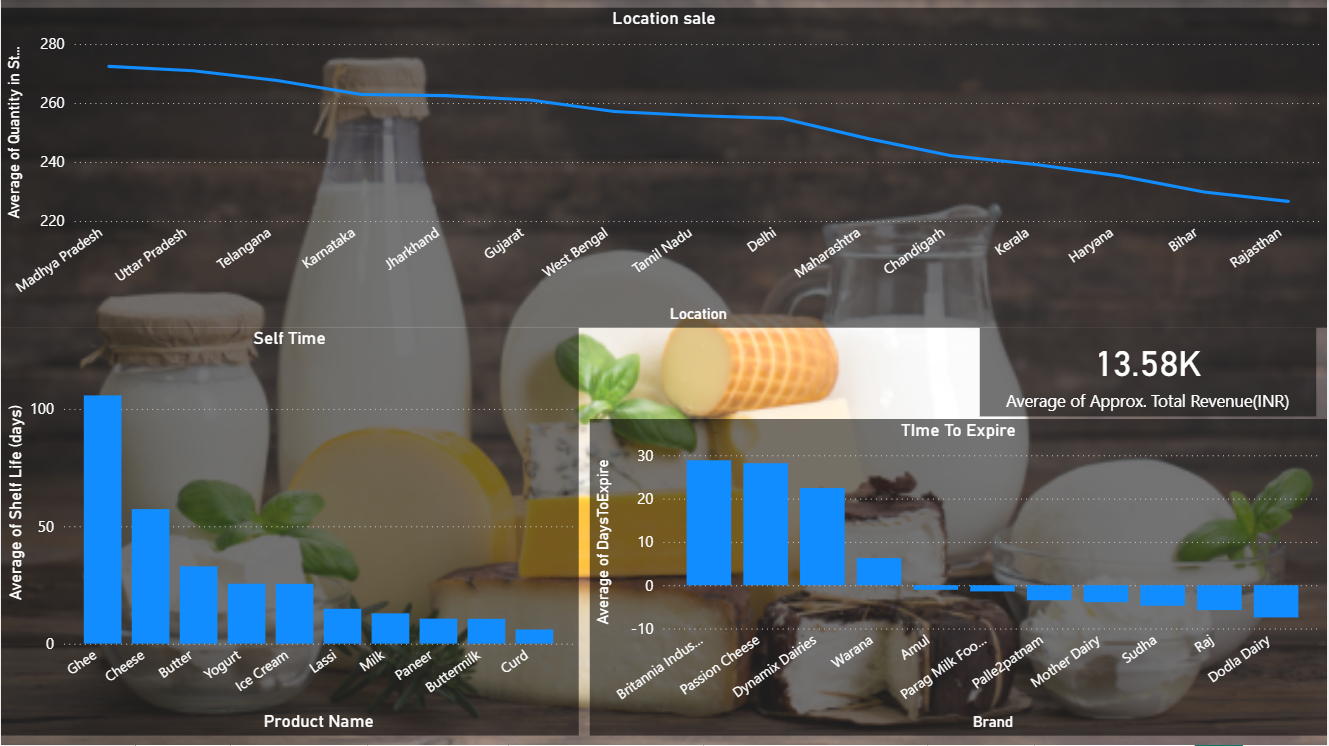 Location sale
Average of Quantity in St...
280
260
240
220
Madhya Pradesh
Uttar Pradesh
Telangana
Karnataka
Jharkhand
Gujarat
West Bengal
Tamil Nadu
Delhi
Maharashtra
Chandigarh
Kerala
Haryana
Bihar
Rajasthan
Location
Self Time
Average of Shelf Life (days)
100
50
0
Ghee
Cheese
Butter
Yogurt
Ice Cream
Lassi
Milk
Paneer
Buttermilk
Curd
Product Name
13.58K
Average of Approx. Total Revenue(INR)
TIme To Expire
Average of DaysToExpire
30
20
10
0
-10
Britannia Indus...
Passion Cheese
Dynamix Dairies
Warana
Amul
Parag Milk Foo...
Palle2patnam
Mother Dairy
Sudha
Raj
Dodla Dairy
Brand